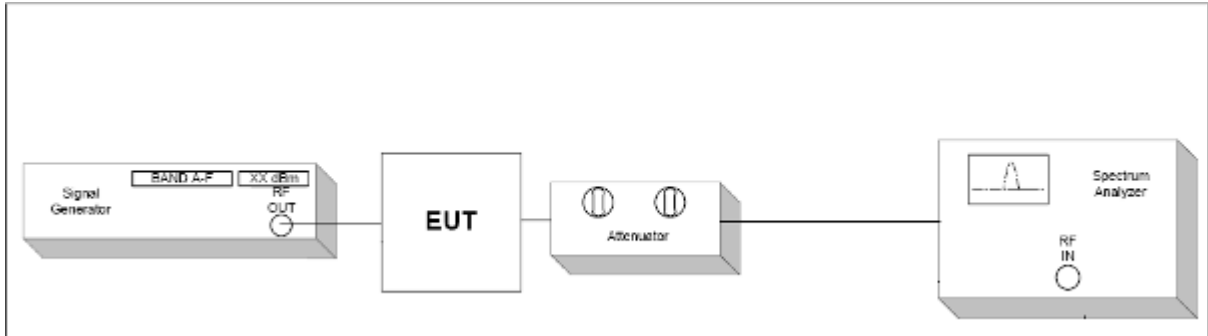 BAND A-F
XX dBm
Signal
Generator
RF
OUT
EUT
Attenuator
Spectrum
Analyzer
RF
IN